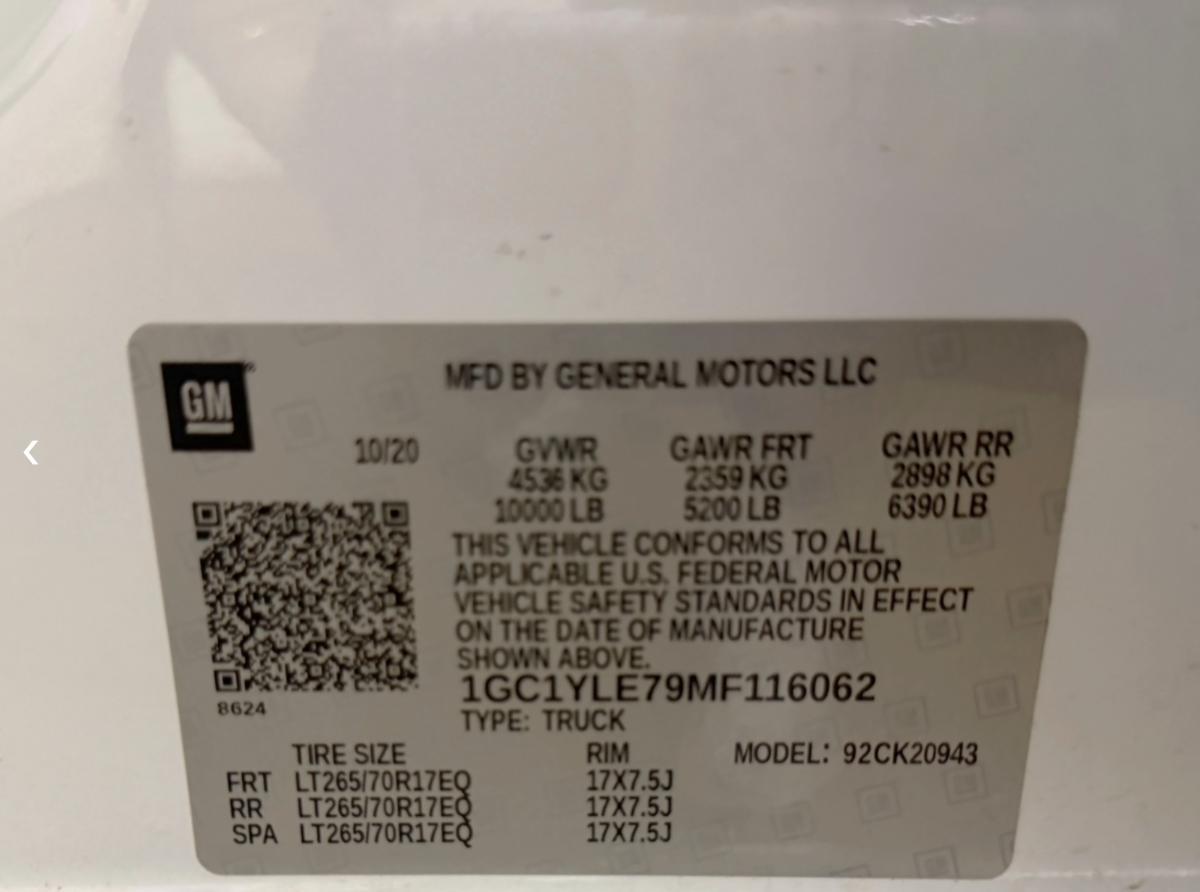 GM
MFD BY GENERAL MOTORS LLC
10/20 GVWR GAWR FRT GAWR RR
4536 KG 2359 KG 2898 KG
10000 LB 5200 LB 6390 LB
THIS VEHICLE CONFORMS TO ALL
APPLICABLE U.S. FEDERAL MOTOR
VEHICLE SAFETY STANDARDS IN EFFECT
ON THE DATE OF MANUFACTURE
SHOWN ABOVE.
1GC1YLE79MF116062
8624
TYPE: TRUCK
TIRE SIZE RIM MODEL: 92CK20943
FRT LT265/70R17EQ 17X7.5J
RR LT265/70R17EQ 17X7.5J
SPA LT265/70R17EQ 17X7.5J